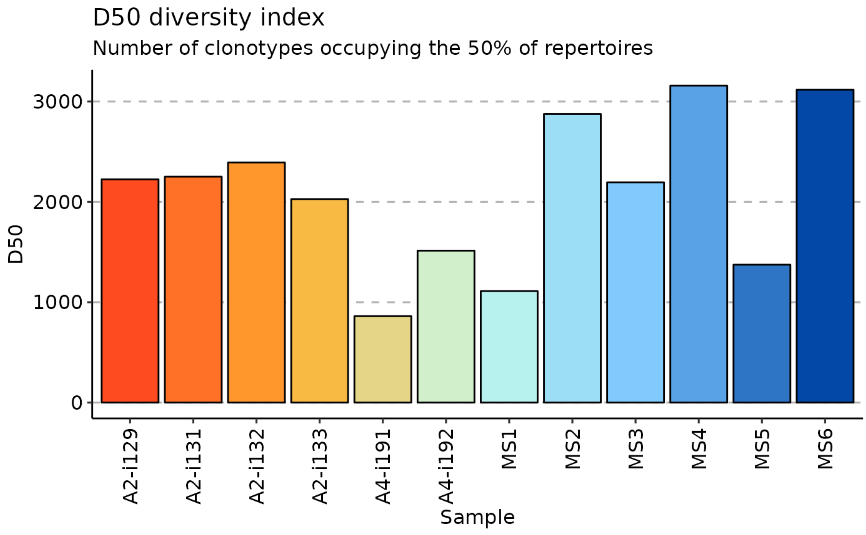 D50 diversity index
Number of clonotypes occupying the 50% of repertoires
D50
3000
2000
1000
0
A2-i129
A2-i131
A2-i132
A2-i133
A4-i191
A4-i192
MS1
MS2
MS3
MS4
MS5
MS6
Sample